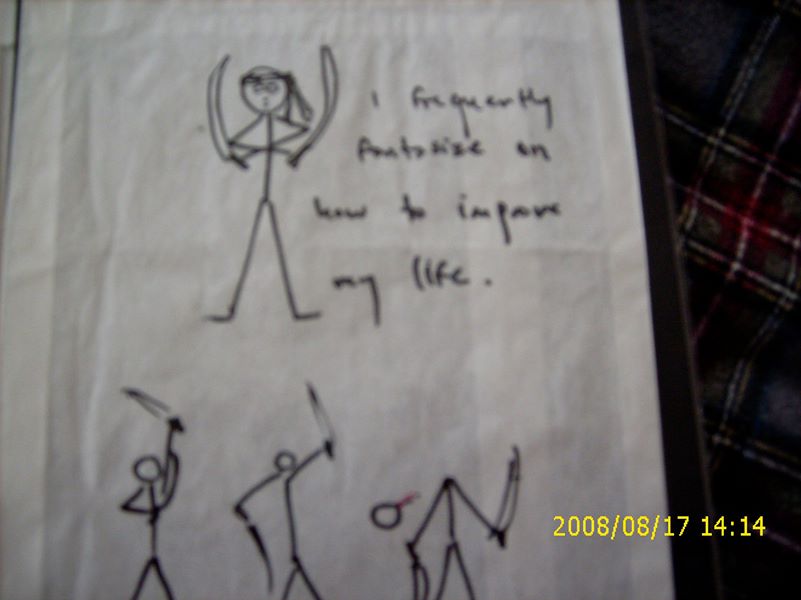 I frequently
fantasize on
how to improve
my life.
2008/08/17 14:14